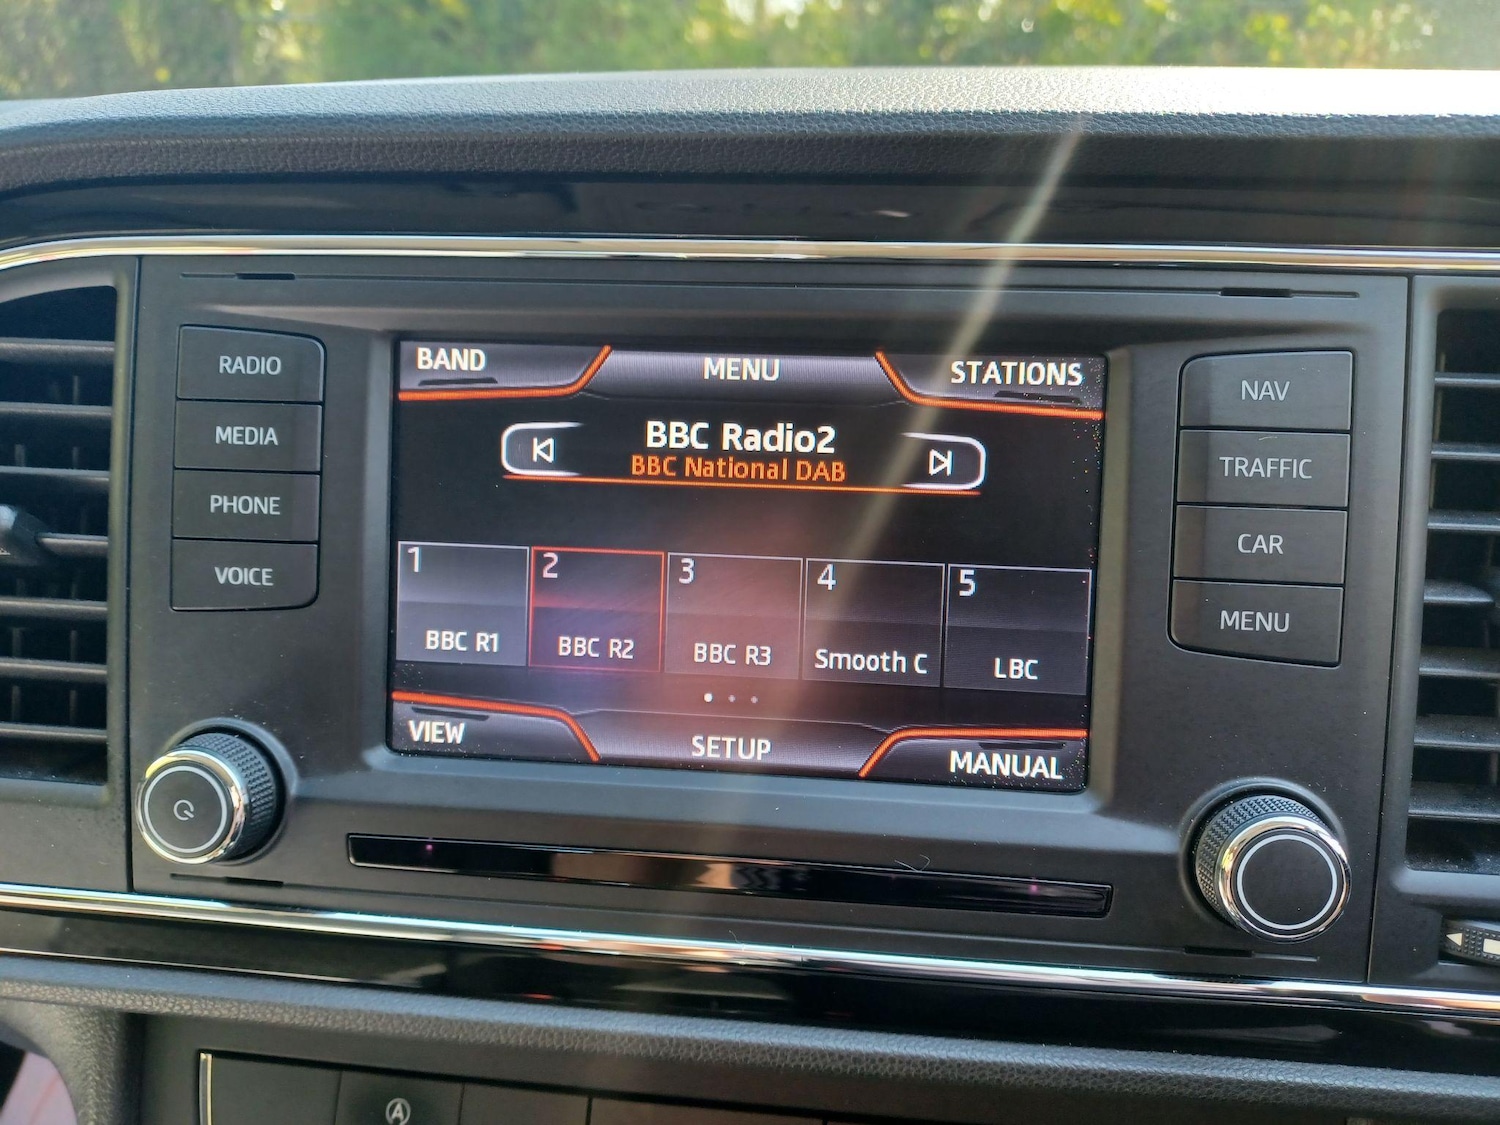 RADIO
MEDIA
PHONE
VOICE
BAND
MENU
STATIONS
BBC Radio2
BBC National DAB
1
2
3
4
5
BBC R1
BBC R2
BBC R3
Smooth C
LBC
VIEW
SETUP
MANUAL
NAV
TRAFFIC
CAR
MENU
A